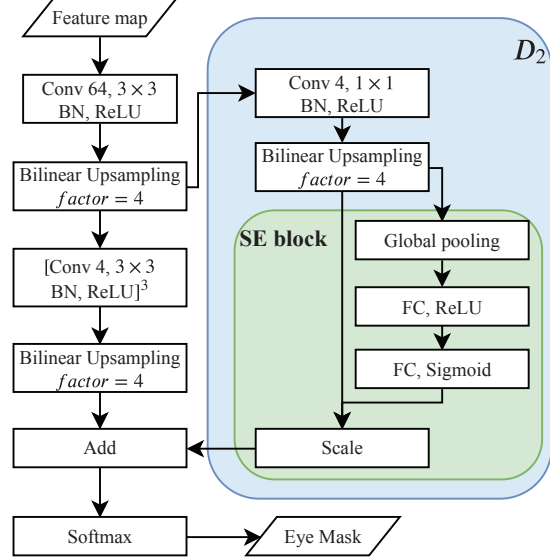 Feature map
Conv 64, 3 × 3
BN, ReLU
Bilinear Upsampling
factor = 4
[Conv 4, 3 × 3
BN, ReLU]³
Bilinear Upsampling
factor = 4
Add
Softmax
Eye Mask
D₂
Conv 4, 1 × 1
BN, ReLU
Bilinear Upsampling
factor = 4
SE block
Global pooling
FC, ReLU
FC, Sigmoid
Scale